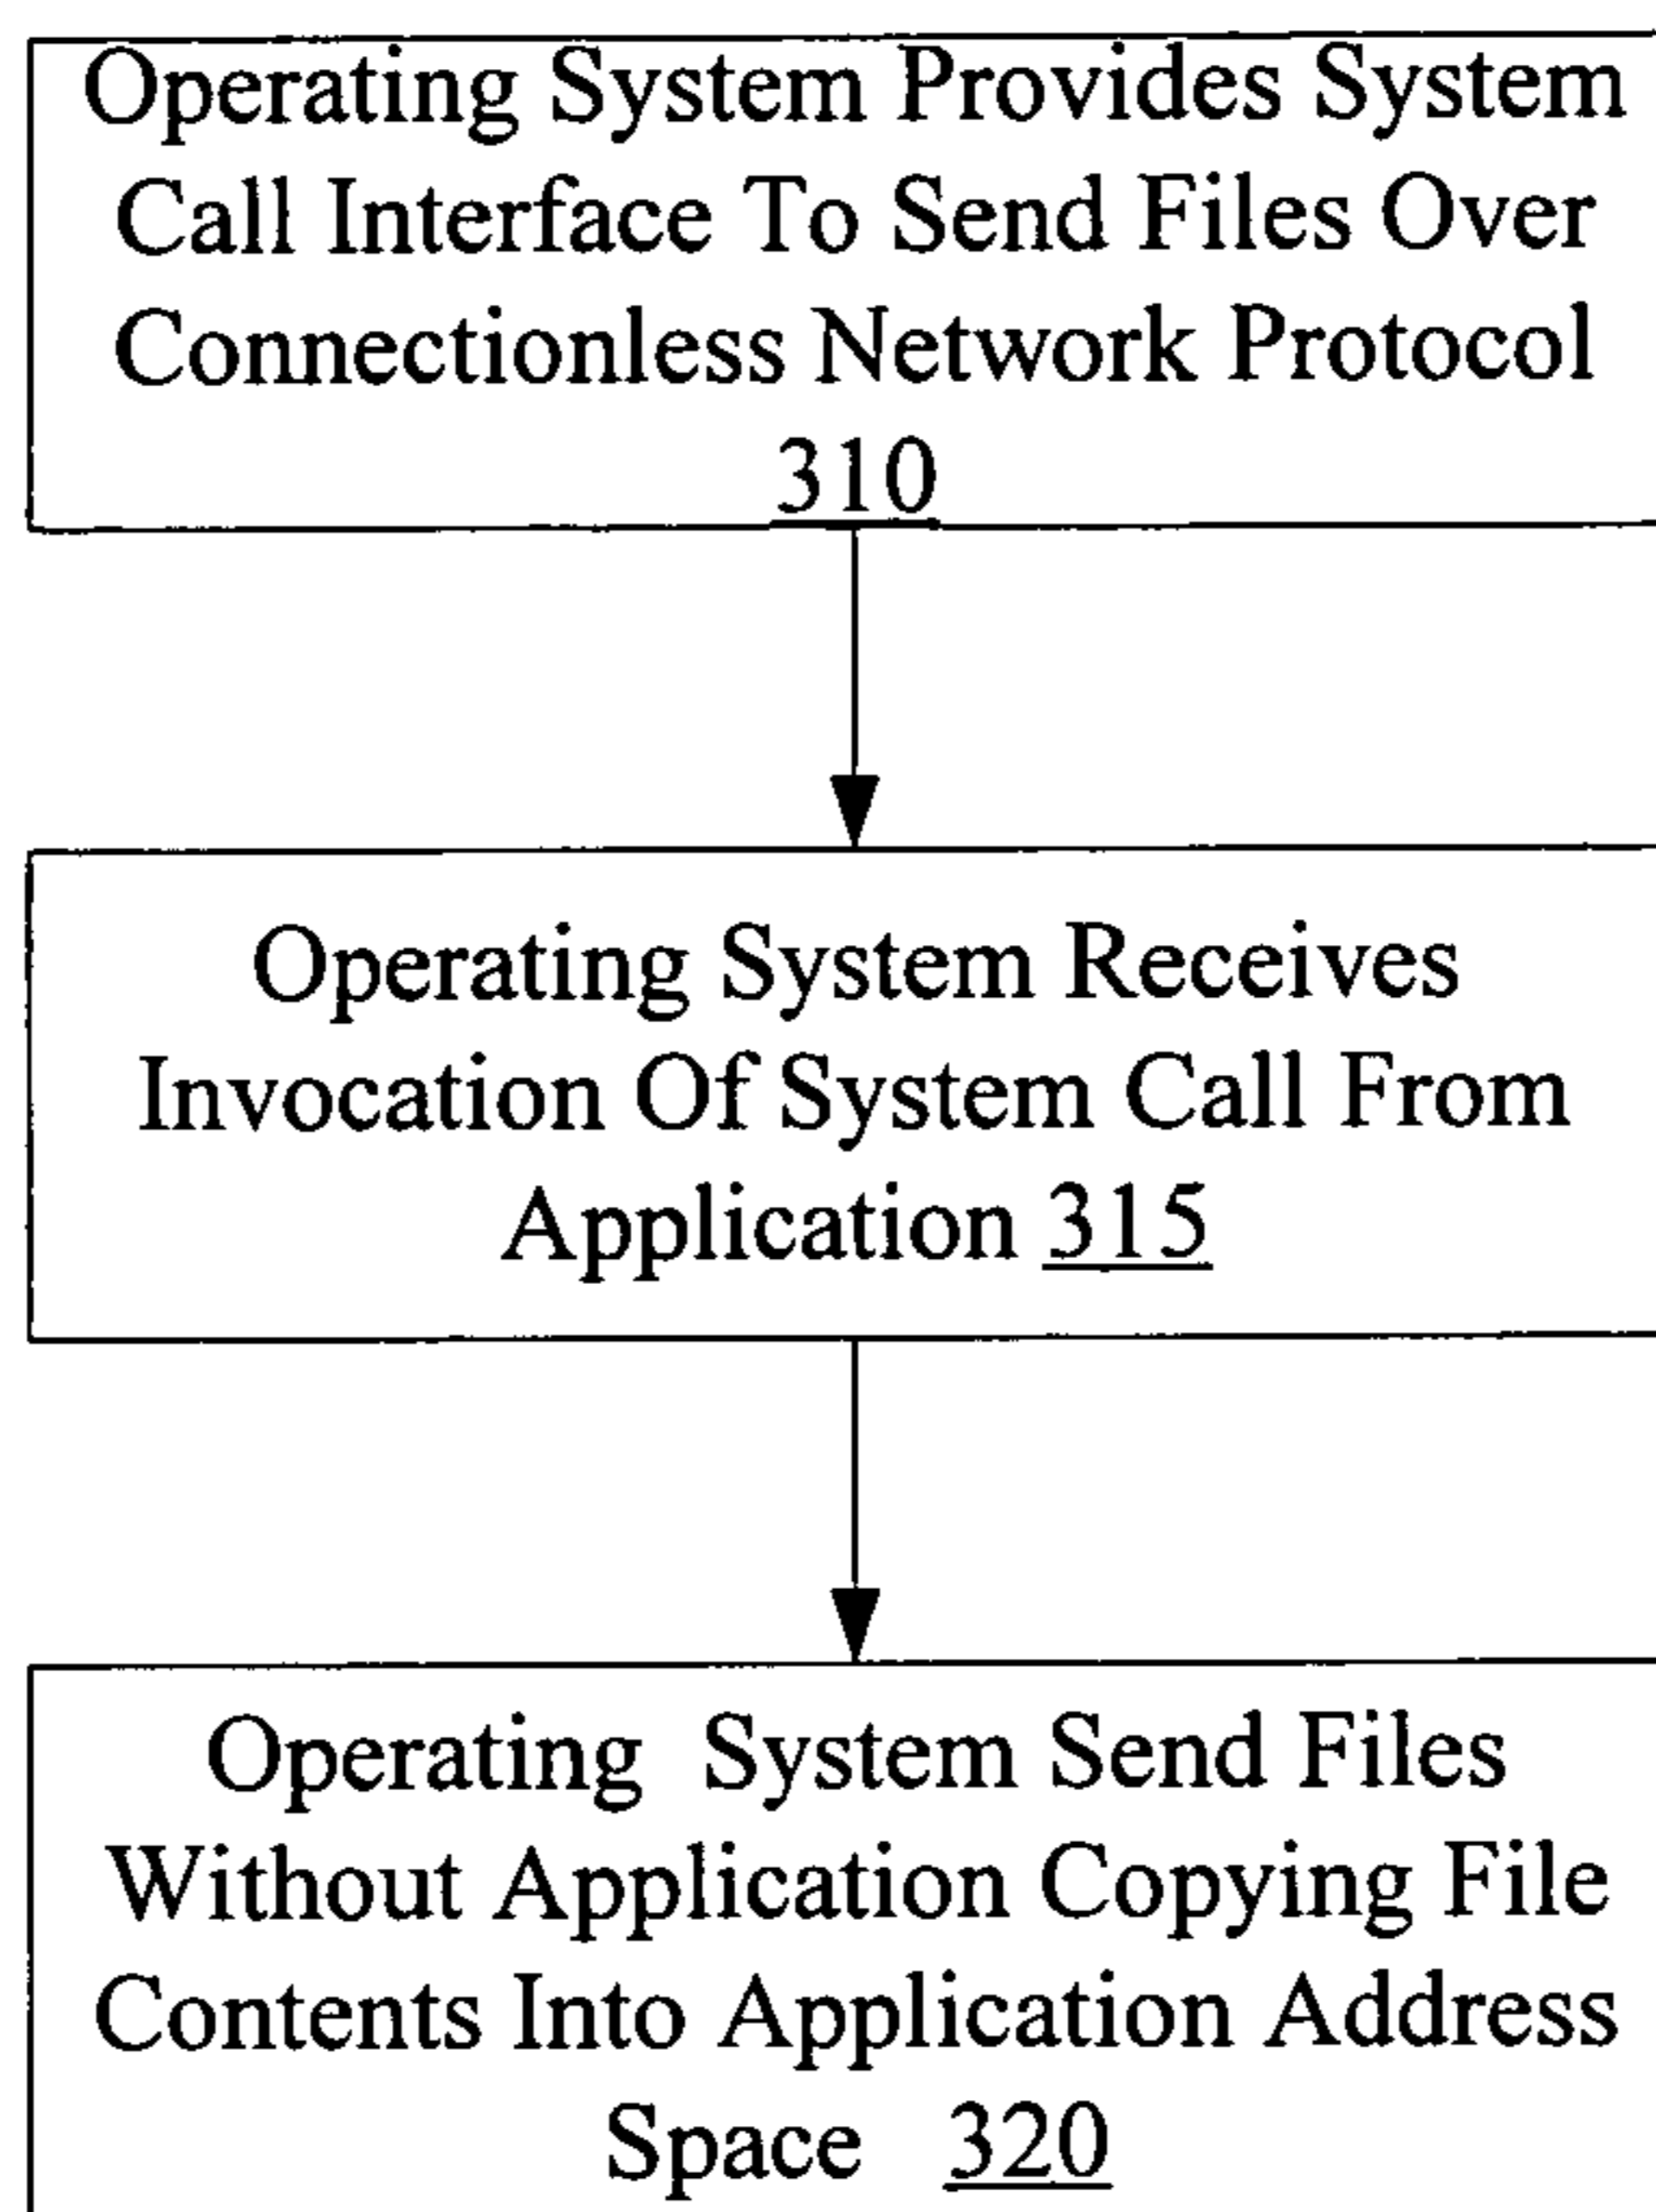 Operating System Provides System
Call Interface To Send Files Over
Connectionless Network Protocol
310
Operating System Receives
Invocation Of System Call From
Application 315
Operating System Send Files
Without Application Copying File
Contents Into Application Address
Space 320